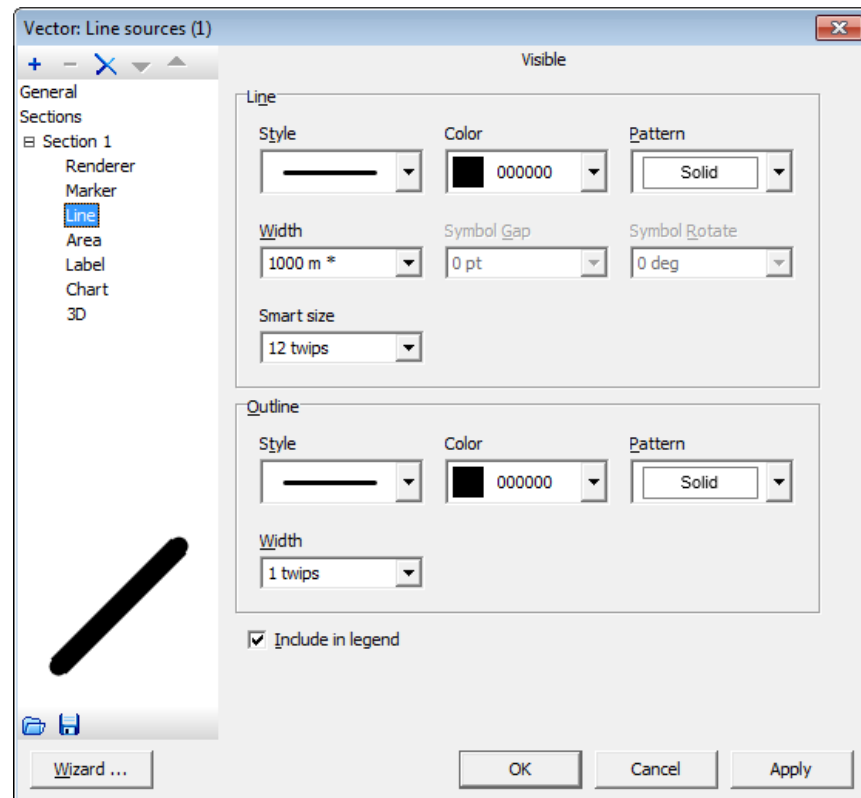 Vector: Line sources (1)
Visible
General
Sections
Section 1
Renderer
Marker
Line
Area
Label
Chart
3D
Line
Style Color Pattern
000000 Solid
Width Symbol Gap Symbol Rotate
1000 m * 0 pt 0 deg
Smart size
12 twips
Outline
Style Color Pattern
000000 Solid
Width
1 twips
Include in legend
Wizard ... OK Cancel Apply